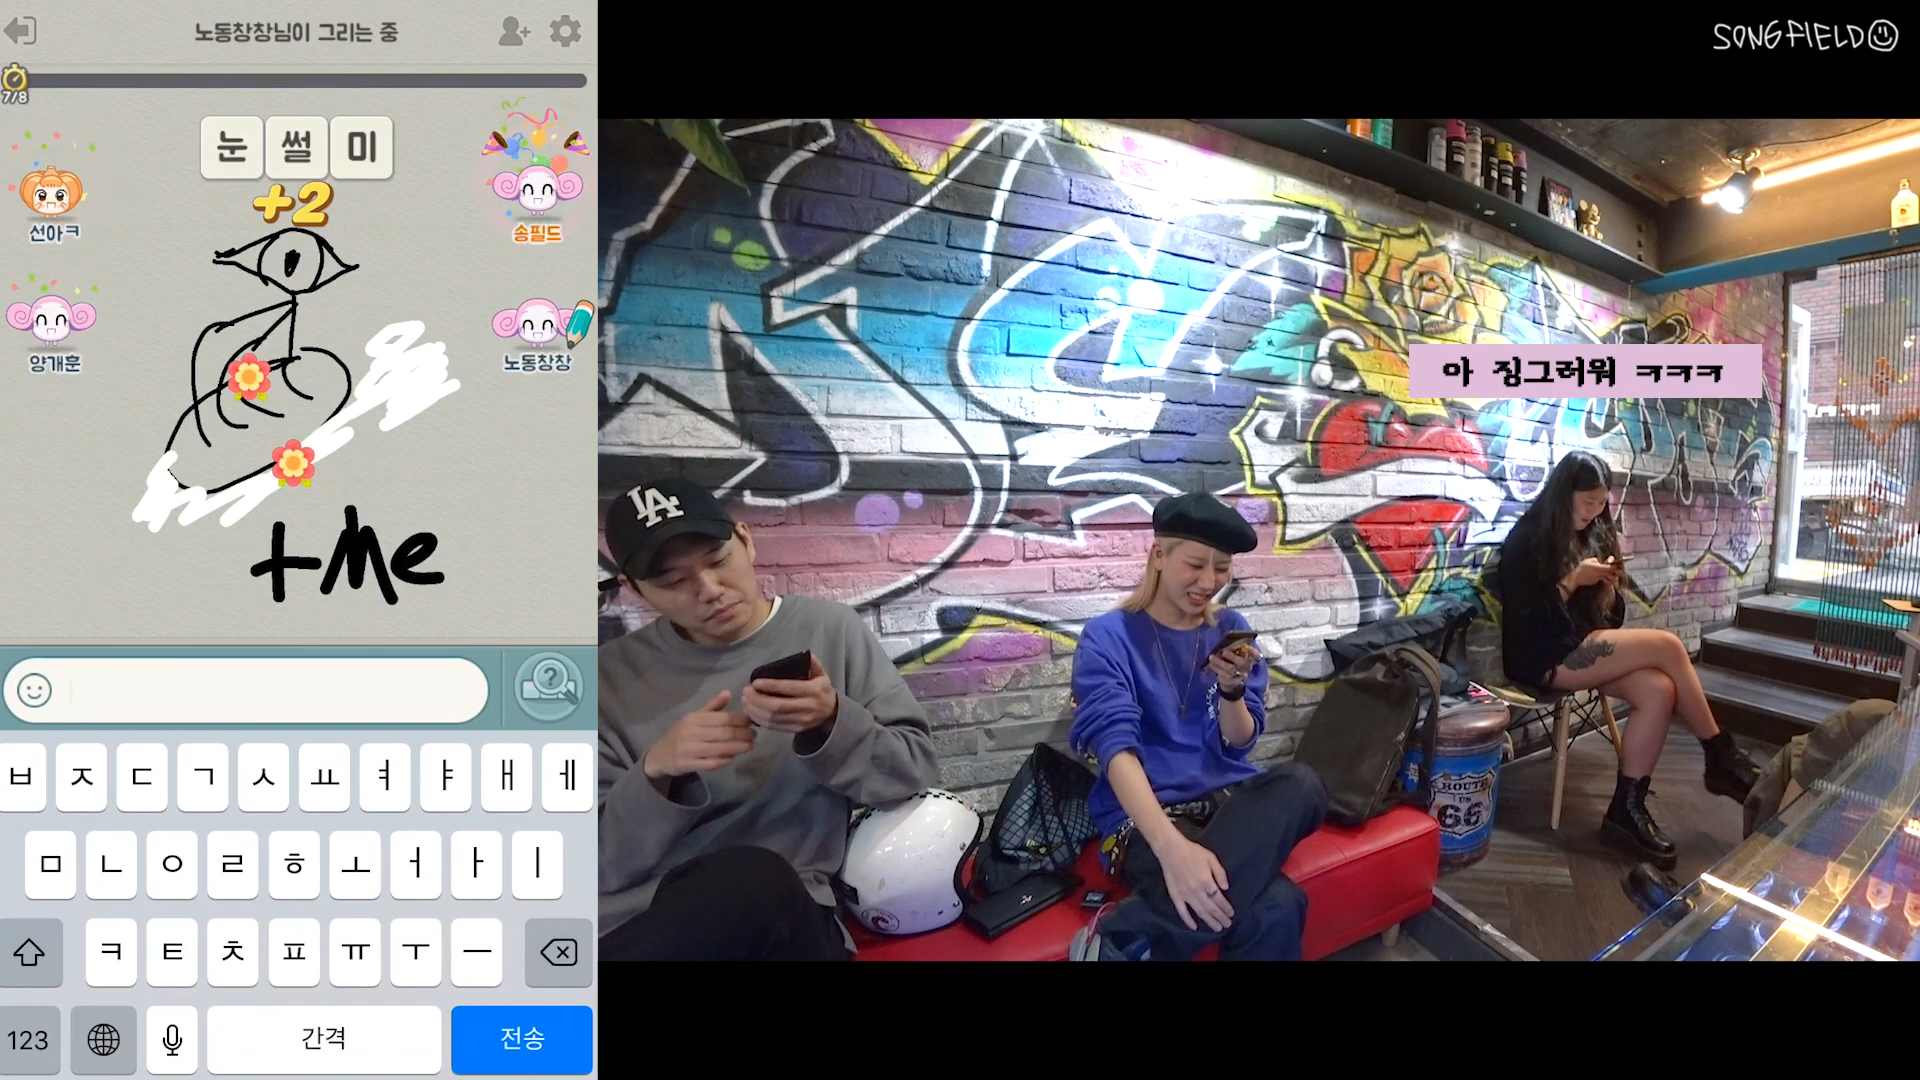 노동창창님이 그리는 중
7/8
눈썰미
+2
선아ㅋ
송필드
양개훈
노동창창
+me
ㅂ ㅈ ㄷ ㄱ ㅅ ㅛ ㅕ ㅑ ㅐ ㅔ
ㅁ ㄴ ㅇ ㄹ ㅎ ㅗ ㅓ ㅏ ㅣ
ㅋ ㅌ ㅊ ㅍ ㅠ ㅜ ㅡ
123 간격 전송
SONGFIELD
아 징그러워 ㅋㅋㅋ
LA
ROUTE
US
66